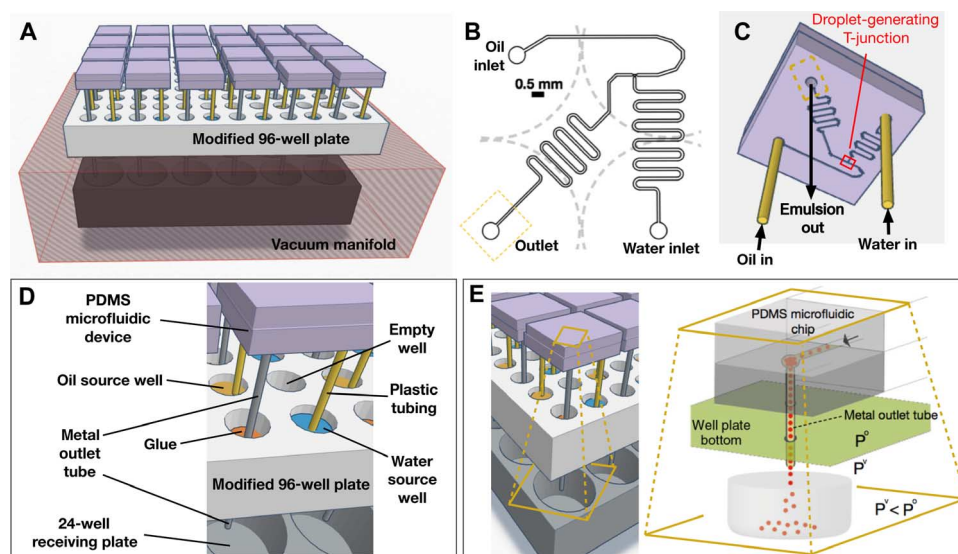 A
Modified 96-well plate
Vacuum manifold
B
Oil
inlet
0.5 mm
Outlet
Water inlet
C
Droplet-generating
T-junction
Emulsion
out
Oil in
Water in
D
PDMS
microfluidic
device
Oil source well
Metal
outlet
tube
Glue
24-well
receiving plate
Empty
well
Plastic
tubing
Water
source well
Modified 96-well plate
E
PDMS microfluidic
chip
Metal outlet tube
Well plate
bottom
P°
Pᵛ
Pᵛ < P°